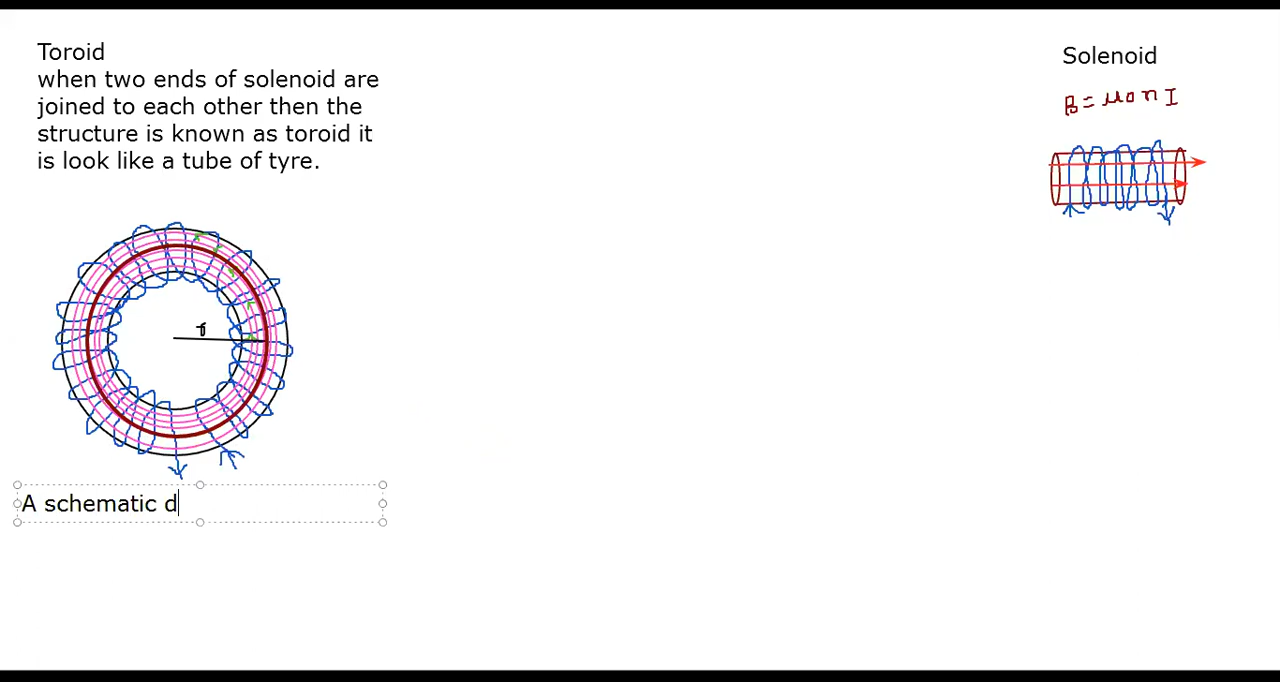 Toroid
when two ends of solenoid are
joined to each other then the
structure is known as toroid it
is look like a tube of tyre.
r
A schematic d
Solenoid
B = μ0 n I